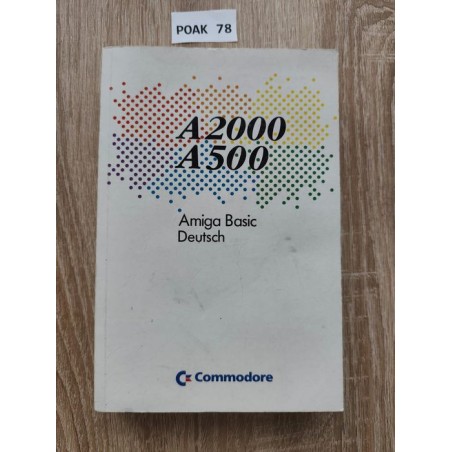 POAK 78
A2000
A500
Amiga Basic
Deutsch
Commodore